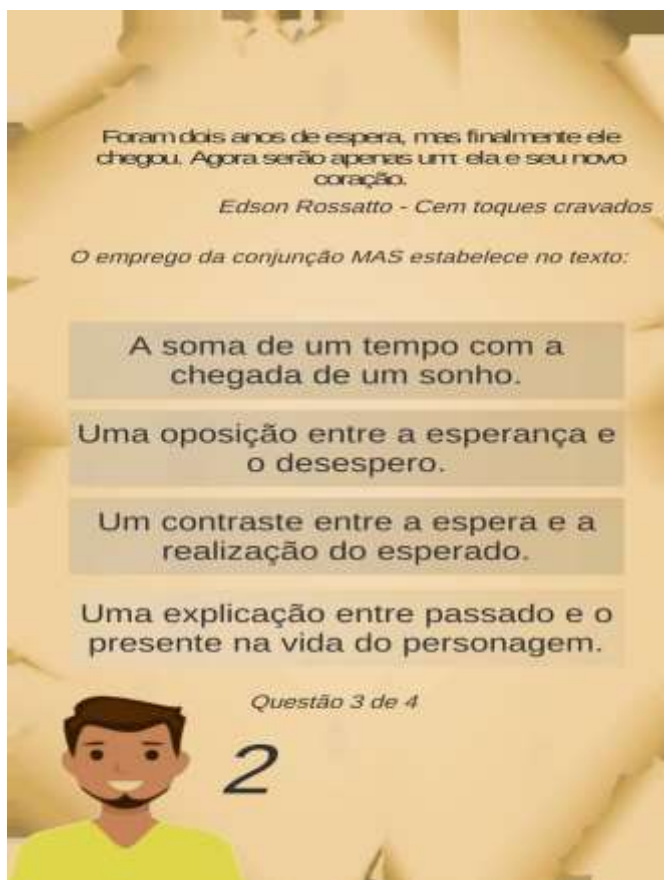 Foram dois anos de espera, mas finalmente ele
chegou. Agora serão apenas um: ela e seu novo
coração.
Edson Rossatto - Cem toques cravados
O emprego da conjunção MAS estabelece no texto:
A soma de um tempo com a
chegada de um sonho.
Uma oposição entre a esperança e
o desespero.
Um contraste entre a espera e a
realização do esperado.
Uma explicação entre passado e o
presente na vida do personagem.
Questão 3 de 4
2